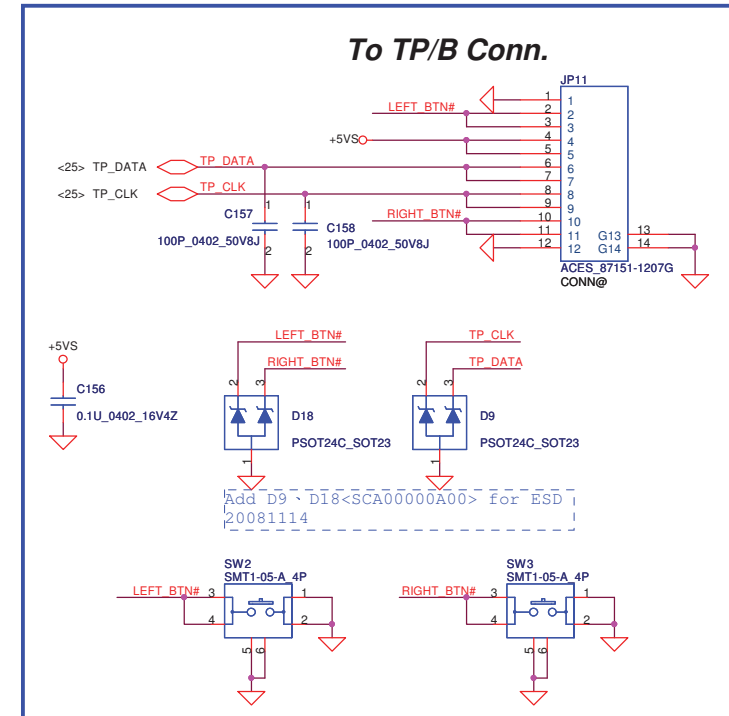 To TP/B Conn.
JP11
LEFT_BTN#
+5VS
<25> TP_DATA TP_DATA
<25> TP_CLK TP_CLK
RIGHT_BTN#
1 1
2 2
3 3
4 4
5 5
6 6
7 7
8 8
9 9
10 10
11 11
12 12
G13 13
G14 14
ACES_87151-1207G
CONN@
1
C157
100P_0402_50V8J
2
1
C158
100P_0402_50V8J
2
+5VS
C156
0.1U_0402_16V4Z
LEFT_BTN#
RIGHT_BTN#
2 3
D18
PSOT24C_SOT23
1
TP_CLK
TP_DATA
2 3
D9
PSOT24C_SOT23
1
Add D9、D18<SCA00000A00> for ESD
20081114
SW2
SMT1-05-A_4P
LEFT_BTN# 3 1
4 2
5 6
SW3
SMT1-05-A_4P
RIGHT_BTN# 3 1
4 2
5 6